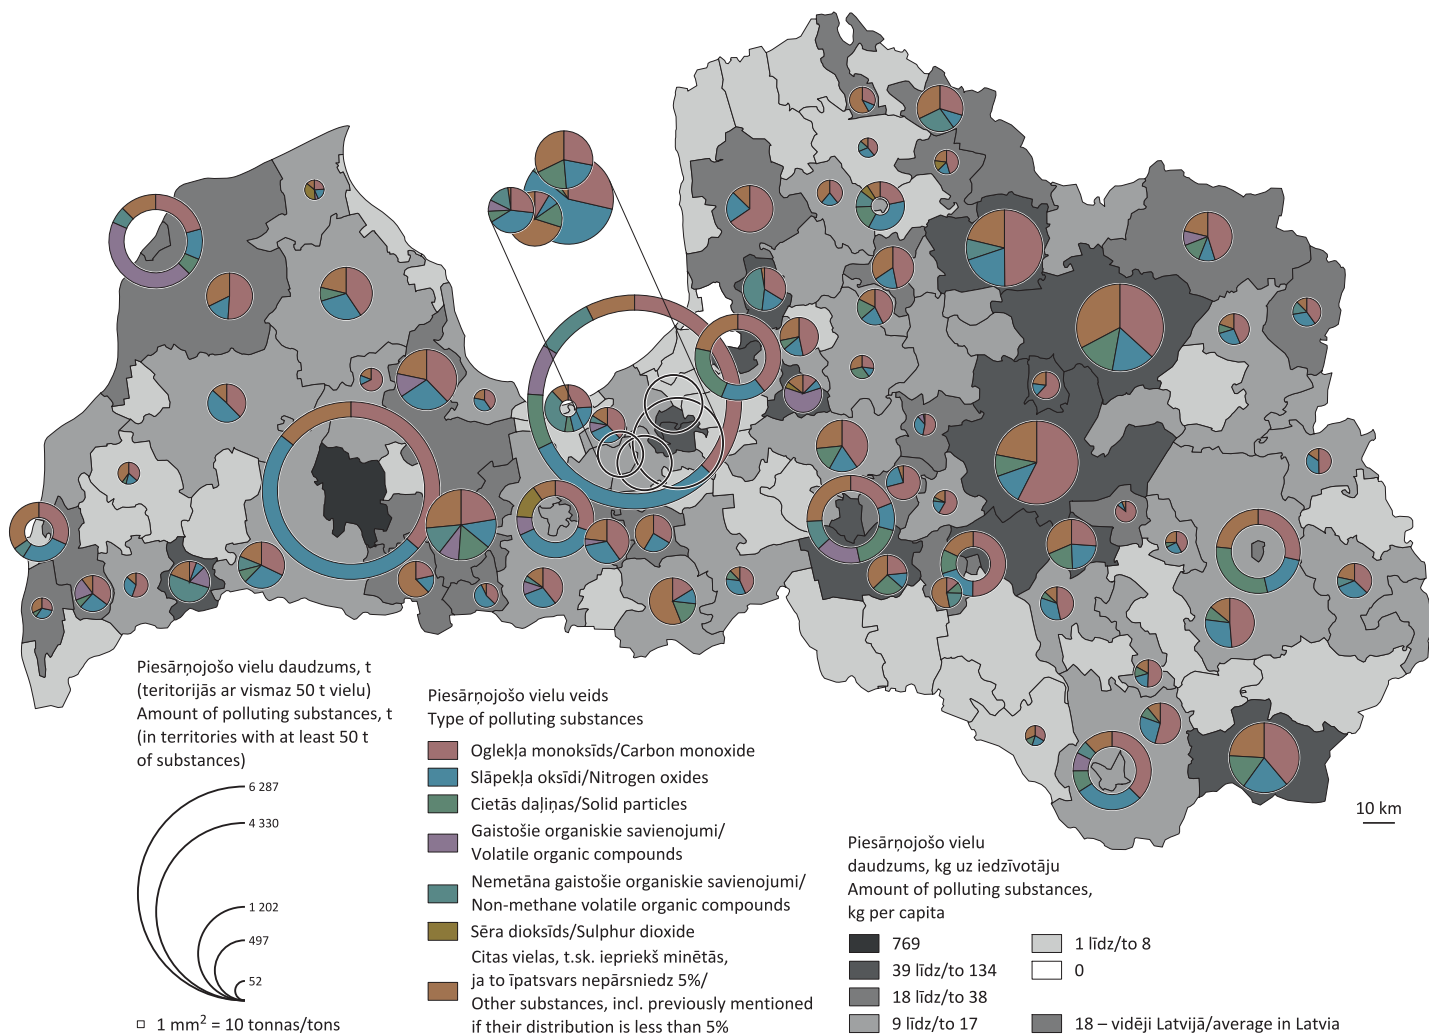 Piesārņojošo vielu daudzums, t
(teritorijās ar vismaz 50 t vielu)
Amount of polluting substances, t
(in territories with at least 50 t
of substances)
6 287
4 330
1 202
497
52
1 mm² = 10 tonnas/tons
Piesārņojošo vielu veids
Type of polluting substances
Oglekļa monoksīds/Carbon monoxide
Slāpekļa oksīdi/Nitrogen oxides
Cietās daļiņas/Solid particles
Gaistošie organiskie savienojumi/
Volatile organic compounds
Nemetāna gaistošie organiskie savienojumi/
Non-methane volatile organic compounds
Sēra dioksīds/Sulphur dioxide
Citas vielas, t.sk. iepriekš minētās,
ja to īpatsvars nepārsniedz 5%/
Other substances, incl. previously mentioned
if their distribution is less than 5%
10 km
Piesārņojošo vielu
daudzums, kg uz iedzīvotāju
Amount of polluting substances,
kg per capita
769
39 līdz/to 134
18 līdz/to 38
9 līdz/to 17
1 līdz/to 8
0
18 – vidēji Latvijā/average in Latvia